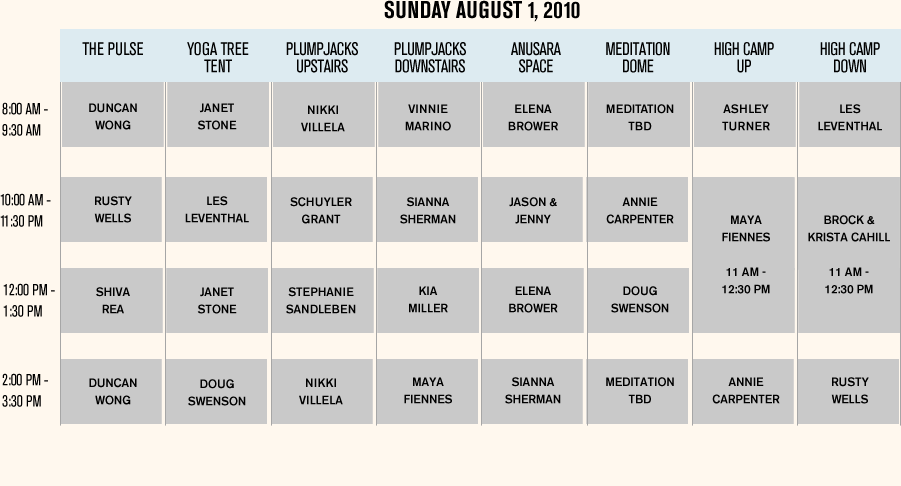 SUNDAY AUGUST 1, 2010
THE PULSE
YOGA TREE
TENT
PLUMPJACKS
UPSTAIRS
PLUMPJACKS
DOWNSTAIRS
ANUSARA
SPACE
MEDITATION
DOME
HIGH CAMP
UP
HIGH CAMP
DOWN
8:00 AM -
9:30 AM
DUNCAN
WONG
JANET
STONE
NIKKI
VILLELA
VINNIE
MARINO
ELENA
BROWER
MEDITATION
TBD
ASHLEY
TURNER
LES
LEVENTHAL
10:00 AM -
11:30 PM
RUSTY
WELLS
LES
LEVENTHAL
SCHUYLER
GRANT
SIANNA
SHERMAN
JASON &
JENNY
ANNIE
CARPENTER
MAYA
FIENNES
11 AM -
12:30 PM
BROCK &
KRISTA CAHILL
11 AM -
12:30 PM
12:00 PM -
1:30 PM
SHIVA
REA
JANET
STONE
STEPHANIE
SANDLEBEN
KIA
MILLER
ELENA
BROWER
DOUG
SWENSON
2:00 PM -
3:30 PM
DUNCAN
WONG
DOUG
SWENSON
NIKKI
VILLELA
MAYA
FIENNES
SIANNA
SHERMAN
MEDITATION
TBD
ANNIE
CARPENTER
RUSTY
WELLS